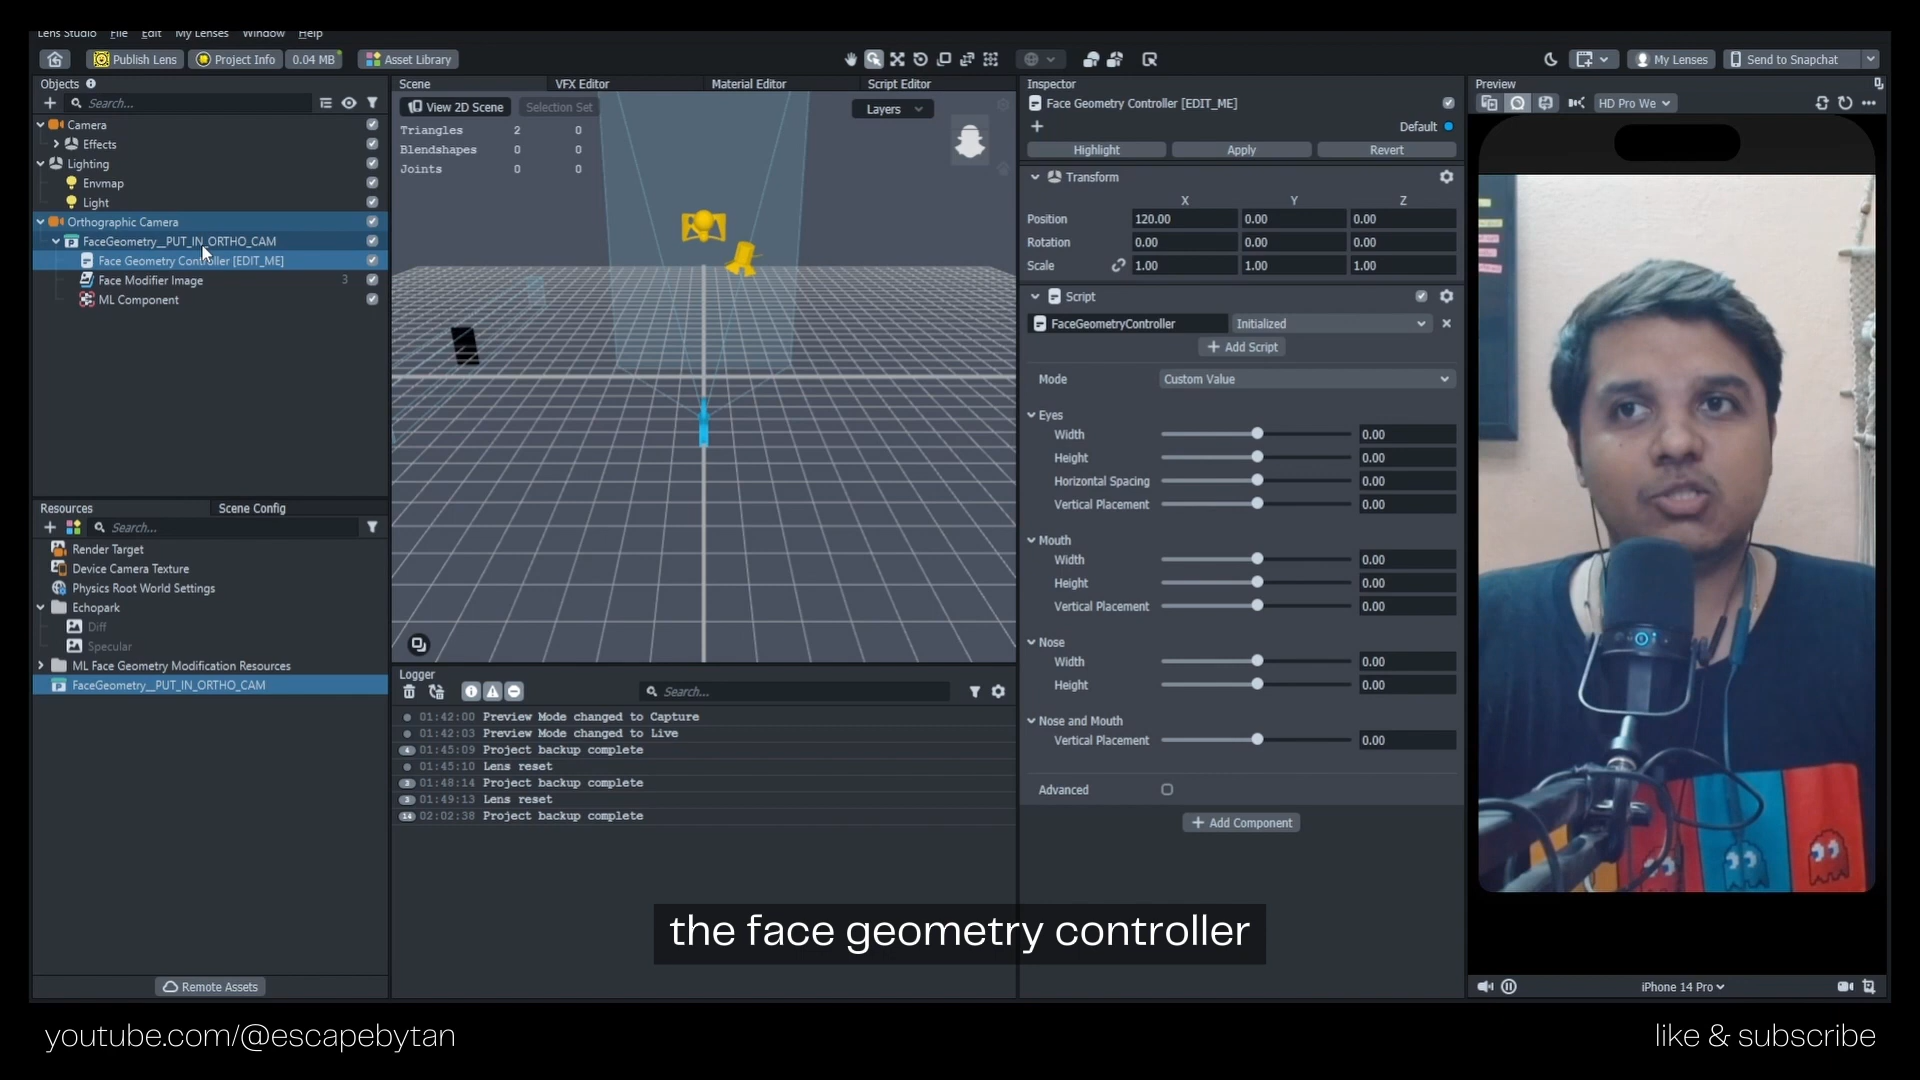 Lens Studio File Edit My Lenses Window Help
Publish Lens Project Info 0.04 MB Asset Library
My Lenses Send to Snapchat
Objects
Search...
Camera
Effects
Lighting
Envmap
Light
Orthographic Camera
FaceGeometry__PUT_IN_ORTHO_CAM
Face Geometry Controller [EDIT_ME]
Face Modifier Image 3
ML Component
Resources Scene Config
Search...
Render Target
Device Camera Texture
Physics Root World Settings
Echopark
Diff
Specular
ML Face Geometry Modification Resources
FaceGeometry__PUT_IN_ORTHO_CAM
Remote Assets
Scene VFX Editor Material Editor Script Editor
View 2D Scene Selection Set Layers
Triangles 2 0
Blendshapes 0 0
Joints 0 0
Logger
Search...
01:42:00 Preview Mode changed to Capture
01:42:03 Preview Mode changed to Live
4 01:45:09 Project backup complete
01:45:10 Lens reset
3 01:48:14 Project backup complete
3 01:49:13 Lens reset
14 02:02:38 Project backup complete
Inspector
Face Geometry Controller [EDIT_ME]
Default
Highlight Apply Revert
Transform
X Y Z
Position 120.00 0.00 0.00
Rotation 0.00 0.00 0.00
Scale 1.00 1.00 1.00
Script
FaceGeometryController Initialized
+ Add Script
Mode Custom Value
Eyes
Width 0.00
Height 0.00
Horizontal Spacing 0.00
Vertical Placement 0.00
Mouth
Width 0.00
Height 0.00
Vertical Placement 0.00
Nose
Width 0.00
Height 0.00
Nose and Mouth
Vertical Placement 0.00
Advanced
+ Add Component
Preview
HD Pro We
iPhone 14 Pro
the face geometry controller
youtube.com/@escapebytan
like & subscribe